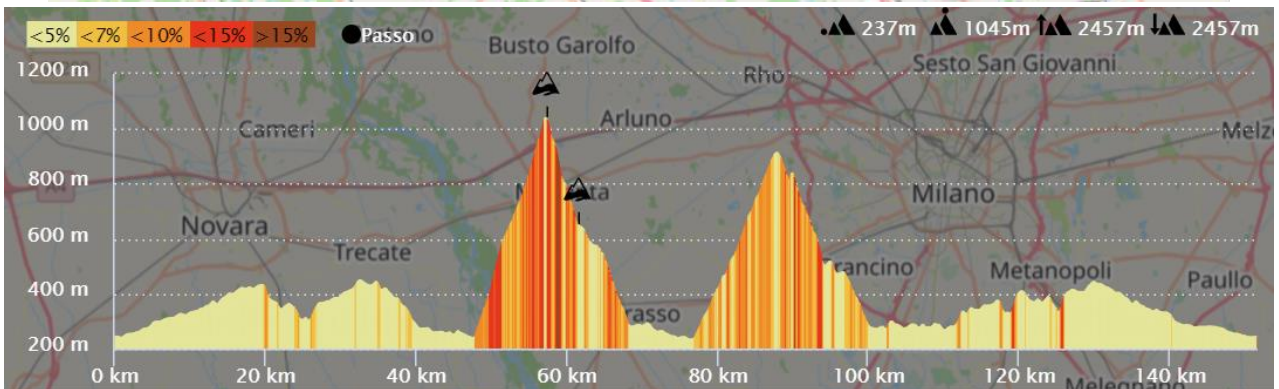 <5% <7% <10% <15% >15% Passo 237m 1045m 2457m 2457m
Busto Garolfo
Sesto San Giovanni
1200 m
Rho
1000 m
Cameri
Arluno
800 m
Milano
Novara
600 m
Trecate
400 m
Metanopoli
Paullo
200 m
0 km 20 km 40 km 60 km 80 km 100 km 120 km 140 km